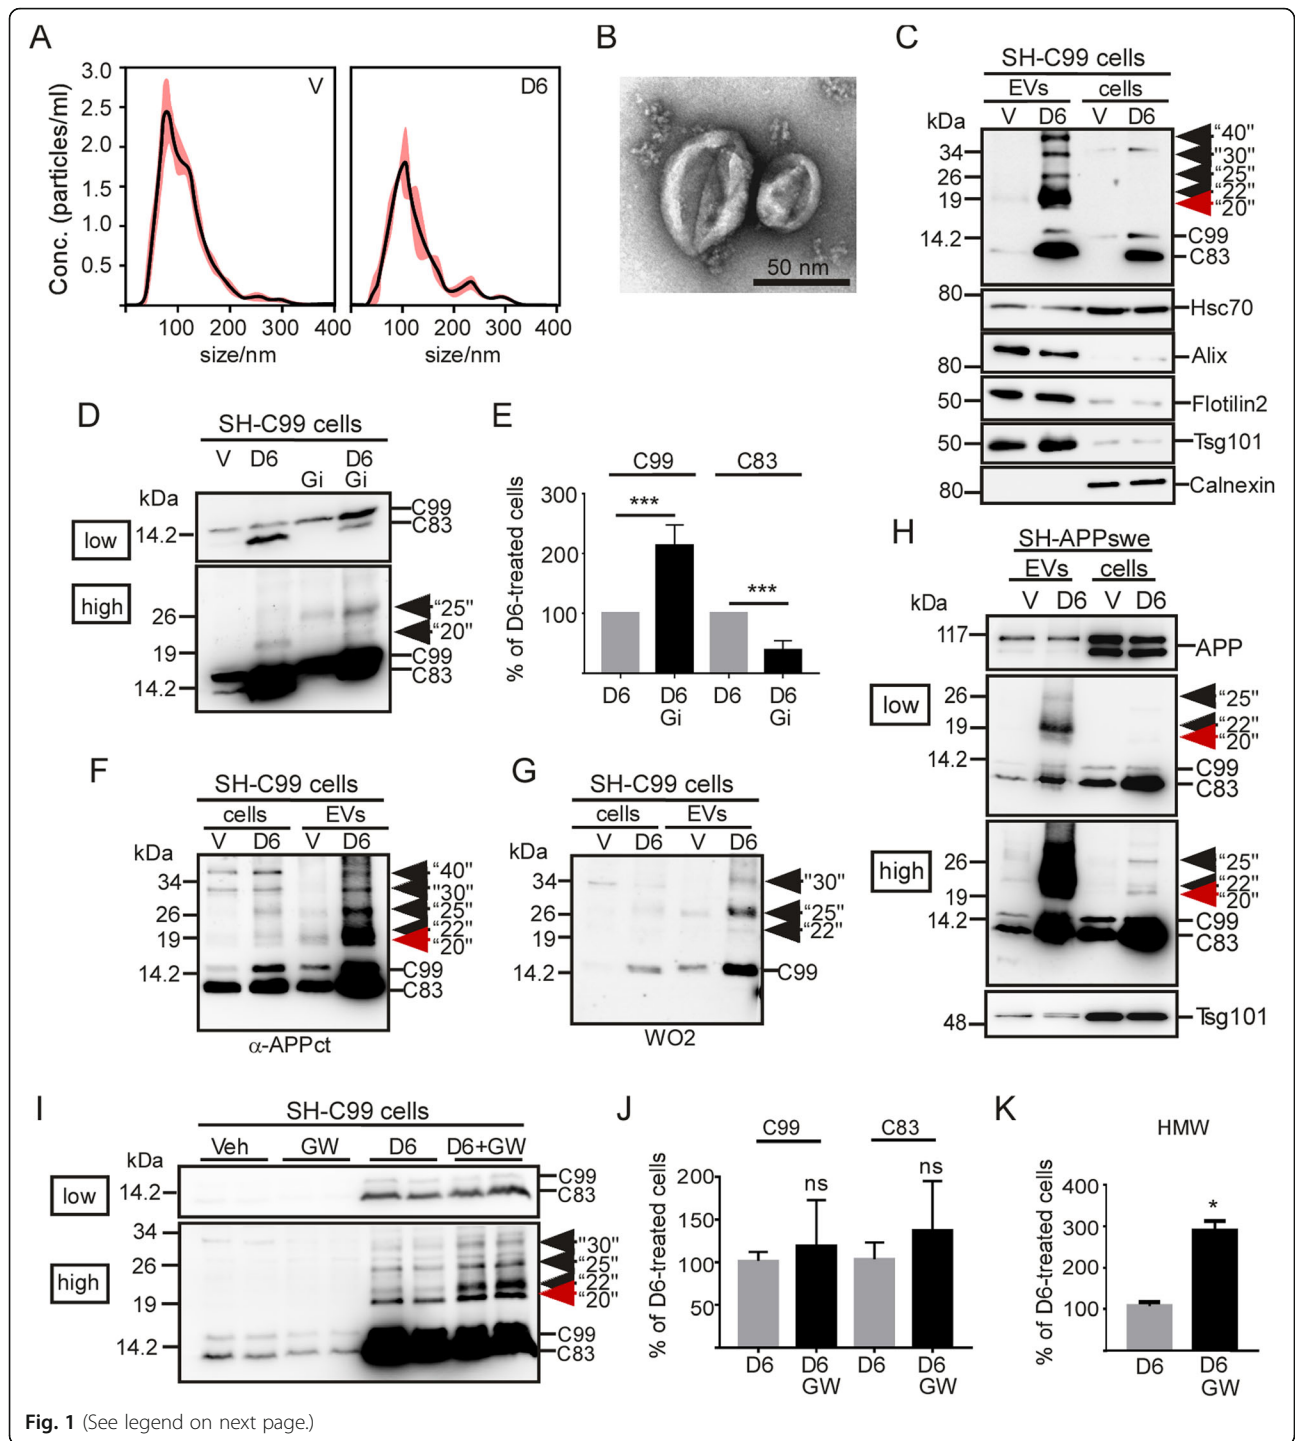 A
3.0
2.5
2.0
1.5
1.0
0.5
Conc. (particles/ml)
V
D6
100 200 300 400
100 200 300 400
size/nm
size/nm
B
50 nm
C
SH-C99 cells
EVs cells
V D6 V D6
kDa
34
26
19
14.2
"40"
"30"
"25"
"22"
"20"
C99
C83
80
Hsc70
80
Alix
50
Flotilin2
50
Tsg101
80
Calnexin
D
SH-C99 cells
V D6 Gi D6 Gi
kDa
low
14.2
C99
C83
high
26
19
14.2
"25"
"20"
C99
C83
E
C99 C83
300
200
100
% of D6-treated cells
***
***
D6 D6 D6 D6
Gi Gi
F
SH-C99 cells
cells EVs
V D6 V D6
kDa
34
26
19
14.2
"40"
"30"
"25"
"22"
"20"
C99
C83
α-APPct
G
SH-C99 cells
cells EVs
V D6 V D6
kDa
34
26
19
14.2
"30"
"25"
"22"
C99
WO2
H
SH-APPswe
EVs cells
V D6 V D6
kDa
117
APP
low
26
19
14.2
"25"
"22"
"20"
C99
C83
high
26
19
14.2
"25"
"22"
"20"
C99
C83
48
Tsg101
I
SH-C99 cells
Veh GW D6 D6+GW
kDa
low
14.2
C99
C83
high
34
26
19
14.2
"30"
"25"
"22"
"20"
C99
C83
J
C99 C83
200
150
100
50
% of D6-treated cells
ns
ns
D6 D6 D6 D6
GW GW
K
HMW
400
300
200
100
% of D6-treated cells
*
D6 D6
GW
Fig. 1 (See legend on next page.)